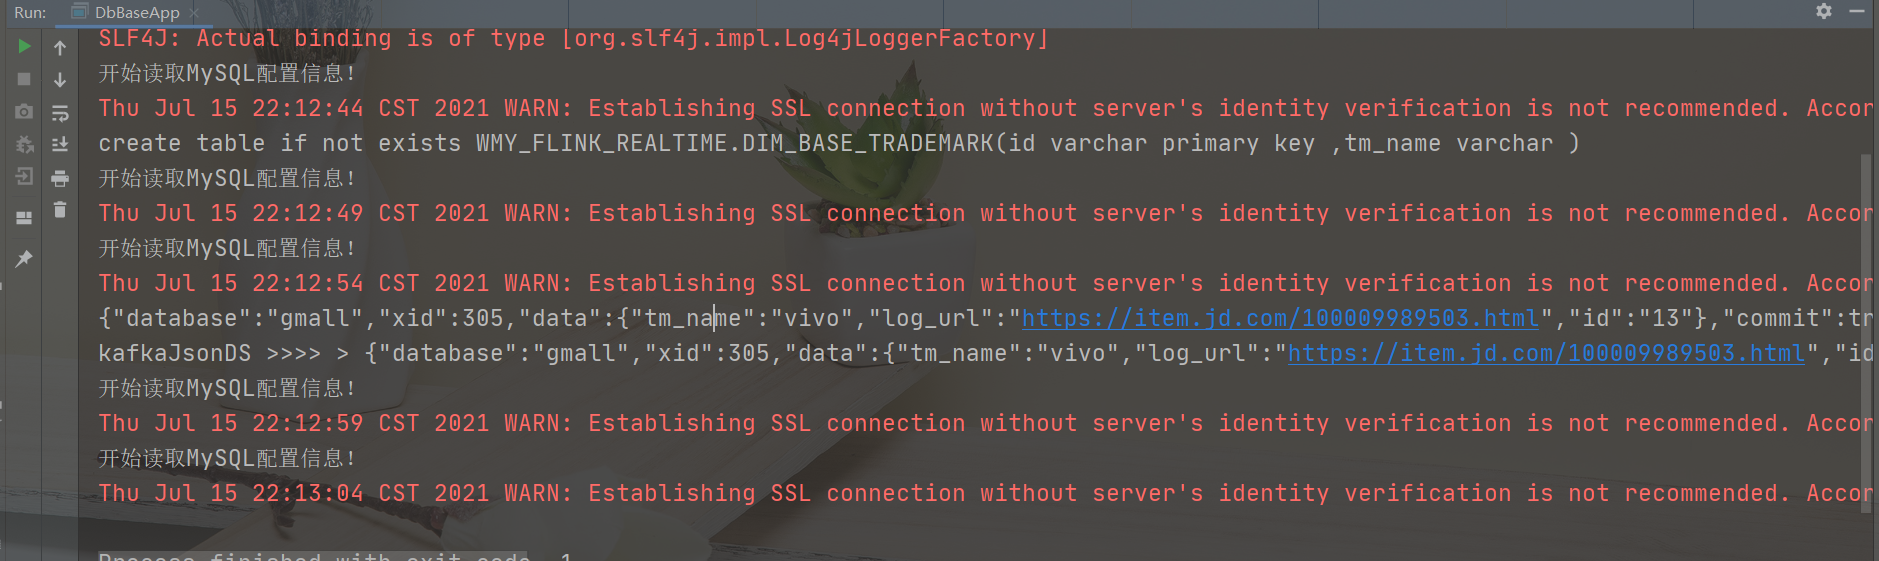 Run: DbBaseApp
SLF4J: Actual binding is of type [org.slf4j.impl.Log4jLoggerFactory]
开始读取MySQL配置信息!
Thu Jul 15 22:12:44 CST 2021 WARN: Establishing SSL connection without server's identity verification is not recommended. Accor
create table if not exists WMY_FLINK_REALTIME.DIM_BASE_TRADEMARK(id varchar primary key ,tm_name varchar )
开始读取MySQL配置信息!
Thu Jul 15 22:12:49 CST 2021 WARN: Establishing SSL connection without server's identity verification is not recommended. Accor
开始读取MySQL配置信息!
Thu Jul 15 22:12:54 CST 2021 WARN: Establishing SSL connection without server's identity verification is not recommended. Accor
{"database":"gmall","xid":305,"data":{"tm_name":"vivo","log_url":"https://item.jd.com/100009989503.html","id":"13"},"commit":tr
kafkaJsonDS >>>> > {"database":"gmall","xid":305,"data":{"tm_name":"vivo","log_url":"https://item.jd.com/100009989503.html","id
开始读取MySQL配置信息!
Thu Jul 15 22:12:59 CST 2021 WARN: Establishing SSL connection without server's identity verification is not recommended. Accor
开始读取MySQL配置信息!
Thu Jul 15 22:13:04 CST 2021 WARN: Establishing SSL connection without server's identity verification is not recommended. Accor
Process finished with exit code